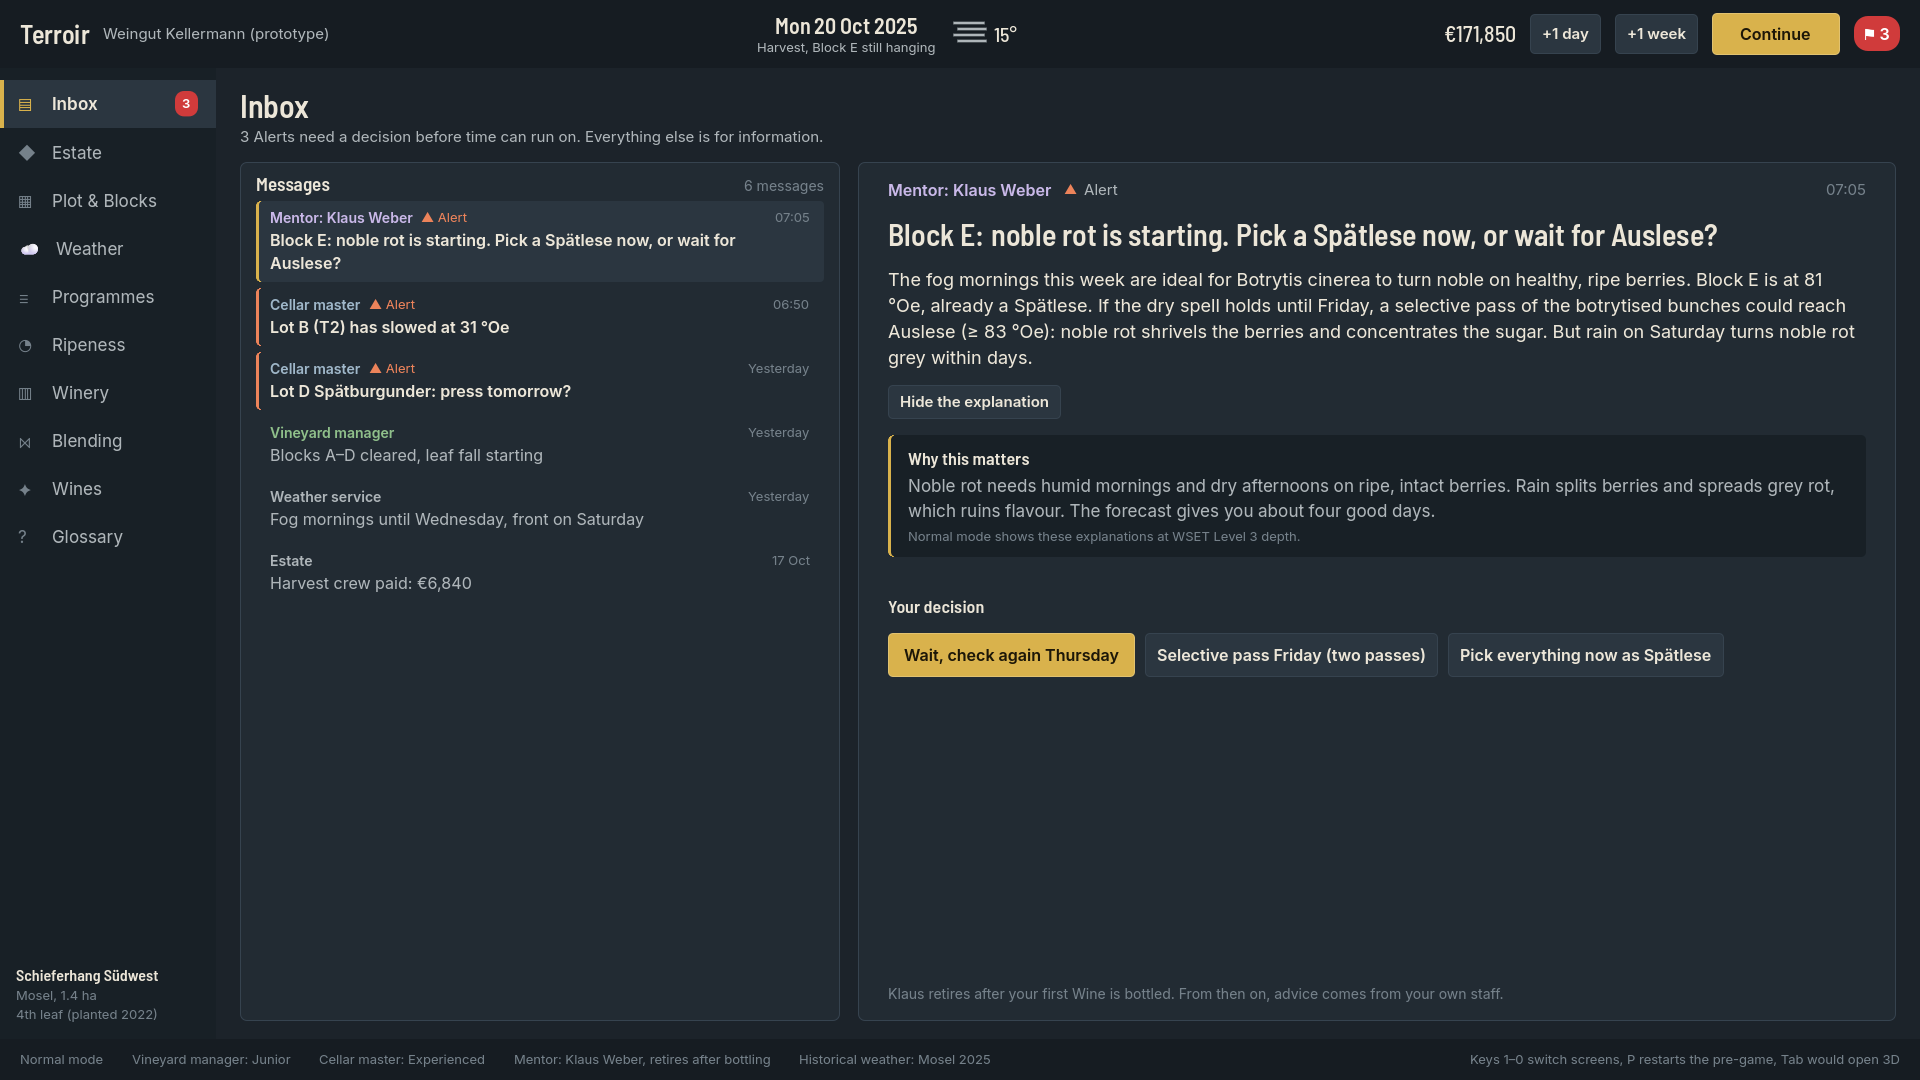 Terroir
Weingut Kellermann (prototype)
Mon 20 Oct 2025
Harvest, Block E still hanging
15°
€171,850
+1 day
+1 week
Continue
3
Inbox
3
Estate
Plot & Blocks
Weather
Programmes
Ripeness
Winery
Blending
Wines
? Glossary
Schieferhang Südwest
Mosel, 1.4 ha
4th leaf (planted 2022)
Inbox
3 Alerts need a decision before time can run on. Everything else is for information.
Messages
6 messages
Mentor: Klaus Weber ▲ Alert 07:05
Block E: noble rot is starting. Pick a Spätlese now, or wait for
Auslese?
Cellar master ▲ Alert 06:50
Lot B (T2) has slowed at 31 °Oe
Cellar master ▲ Alert Yesterday
Lot D Spätburgunder: press tomorrow?
Vineyard manager Yesterday
Blocks A–D cleared, leaf fall starting
Weather service Yesterday
Fog mornings until Wednesday, front on Saturday
Estate 17 Oct
Harvest crew paid: €6,840
Mentor: Klaus Weber ▲ Alert 07:05
Block E: noble rot is starting. Pick a Spätlese now, or wait for Auslese?
The fog mornings this week are ideal for Botrytis cinerea to turn noble on healthy, ripe berries. Block E is at 81
°Oe, already a Spätlese. If the dry spell holds until Friday, a selective pass of the botrytised bunches could reach
Auslese (≥ 83 °Oe): noble rot shrivels the berries and concentrates the sugar. But rain on Saturday turns noble rot
grey within days.
Hide the explanation
Why this matters
Noble rot needs humid mornings and dry afternoons on ripe, intact berries. Rain splits berries and spreads grey rot,
which ruins flavour. The forecast gives you about four good days.
Normal mode shows these explanations at WSET Level 3 depth.
Your decision
Wait, check again Thursday
Selective pass Friday (two passes)
Pick everything now as Spätlese
Klaus retires after your first Wine is bottled. From then on, advice comes from your own staff.
Normal mode
Vineyard manager: Junior
Cellar master: Experienced
Mentor: Klaus Weber, retires after bottling
Historical weather: Mosel 2025
Keys 1–0 switch screens, P restarts the pre-game, Tab would open 3D